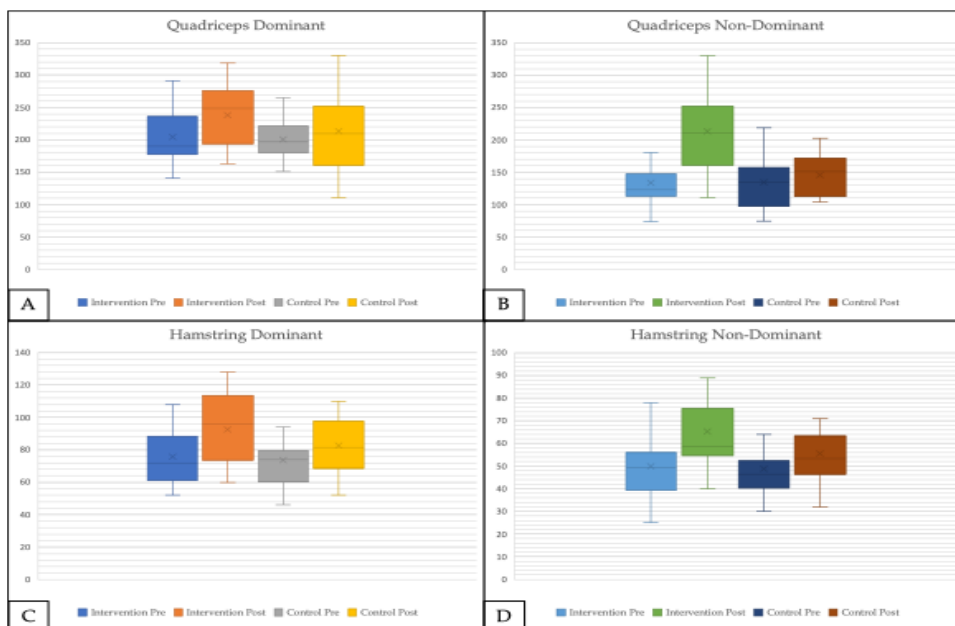 Quadriceps Dominant
350
300
250
200
150
100
50
0
A
Intervention Pre Intervention Post Control Pre Control Post
Quadriceps Non-Dominant
350
300
250
200
150
100
50
0
B
Intervention Pre Intervention Post Control Pre Control Post
Hamstring Dominant
140
120
100
80
60
40
20
0
C
Intervention Pre Intervention Post Control Pre Control Post
Hamstring Non-Dominant
100
90
80
70
60
50
40
30
20
10
0
D
Intervention Pre Intervention Post Control Pre Control Post